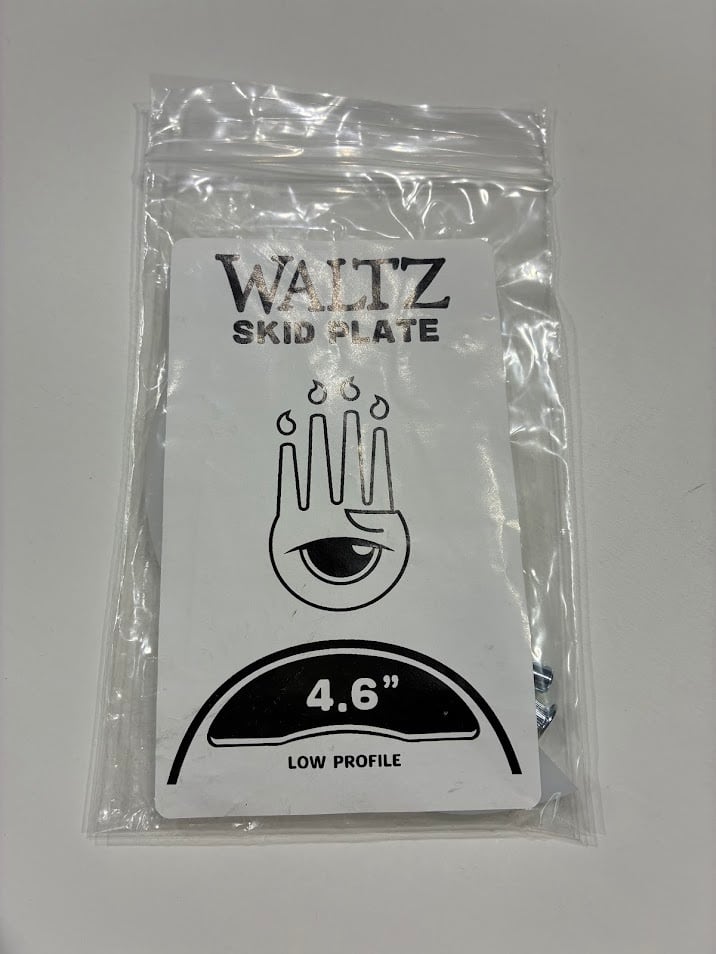 WALTZ
SKID PLATE
4.6”
LOW PROFILE